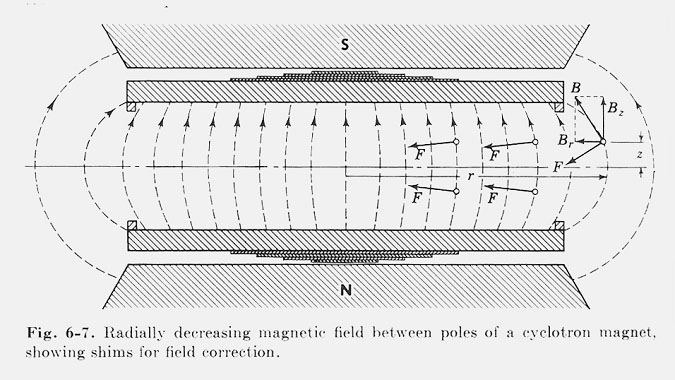 S
B
B_z
B_r
F
z
F
F
r
F
F
N
Fig. 6-7. Radially decreasing magnetic field between poles of a cyclotron magnet,
showing shims for field correction.